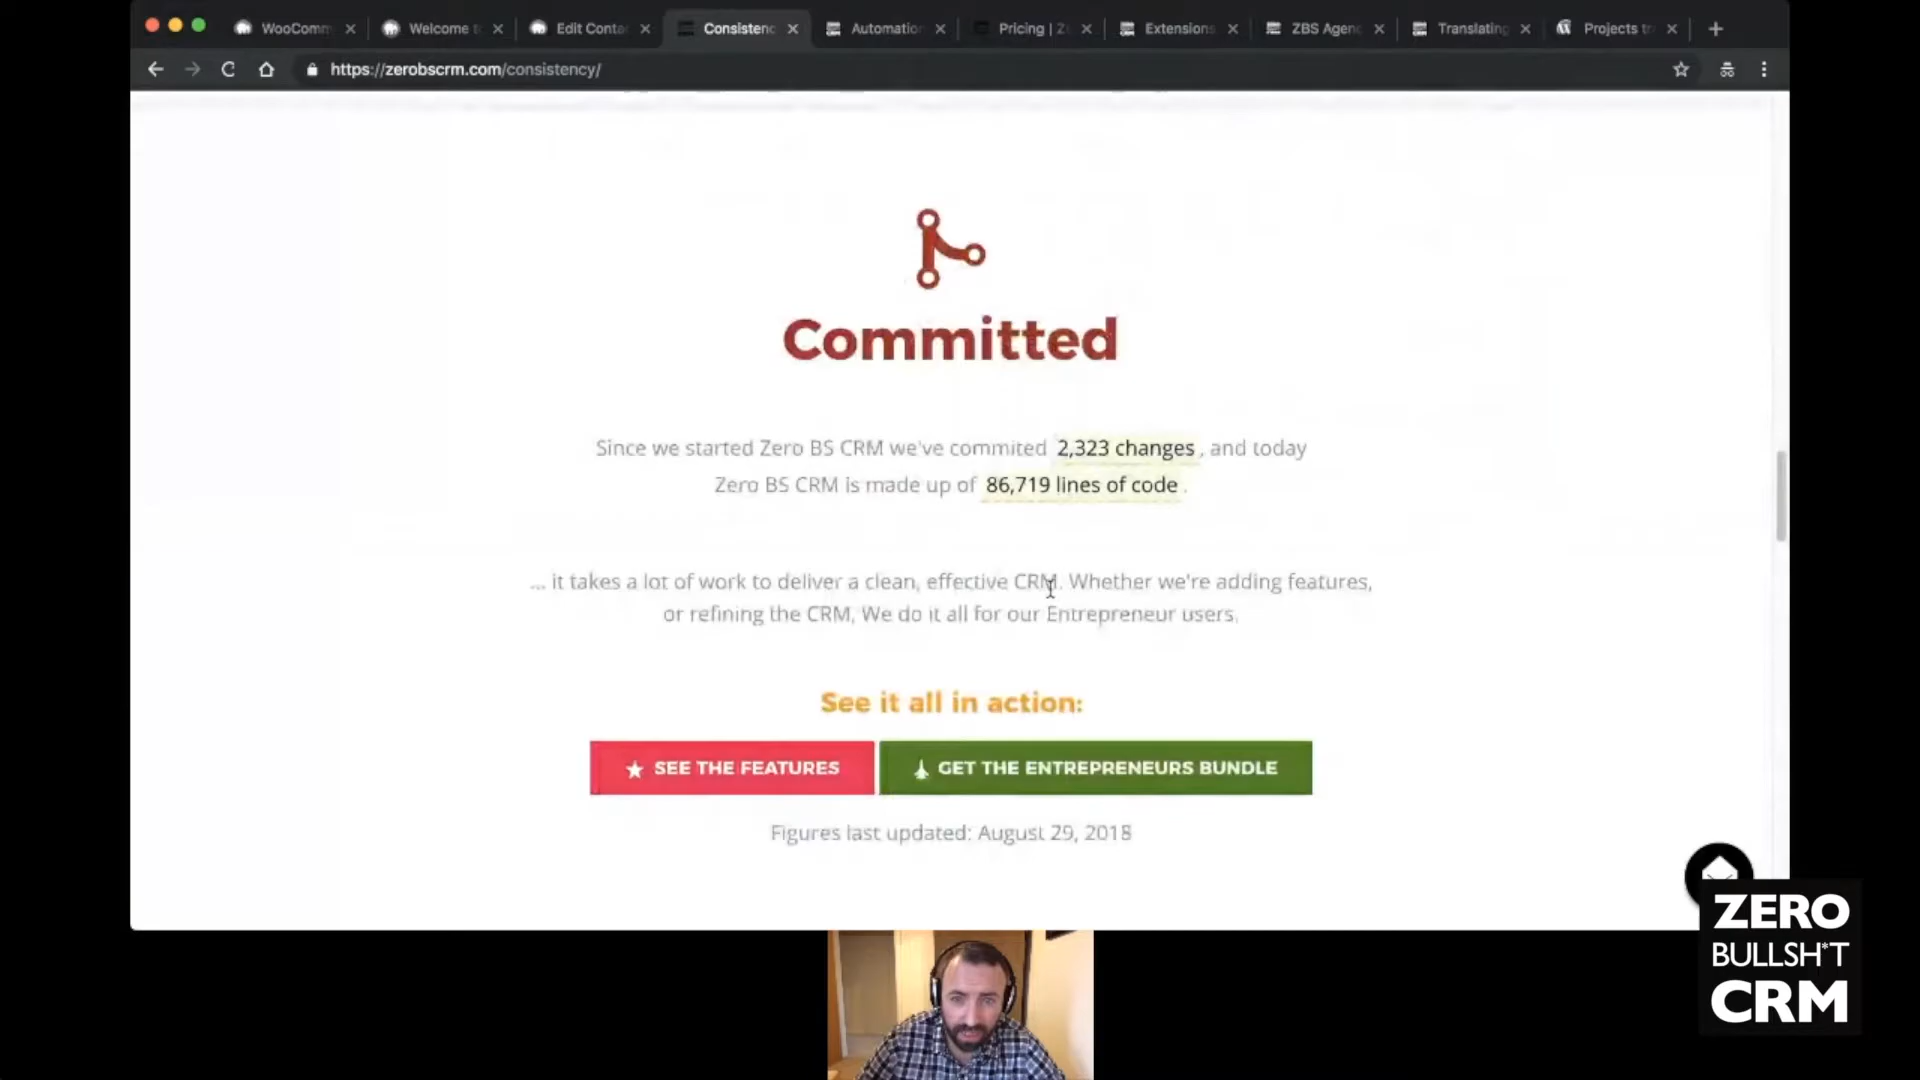 WooComm
Welcome t
Edit Conta
Consistenc
Automatio
Pricing | Z
Extensions
ZBS Agen
Translating
Projects tr
https://zerobscrm.com/consistency/
Committed
Since we started Zero BS CRM we've commited 2,323 changes, and today
Zero BS CRM is made up of 86,719 lines of code.
... it takes a lot of work to deliver a clean, effective CRM. Whether we're adding features,
or refining the CRM, We do it all for our Entrepreneur users.
See it all in action:
SEE THE FEATURES
GET THE ENTREPRENEURS BUNDLE
Figures last updated: August 29, 2018
ZERO
BULLSH*T
CRM